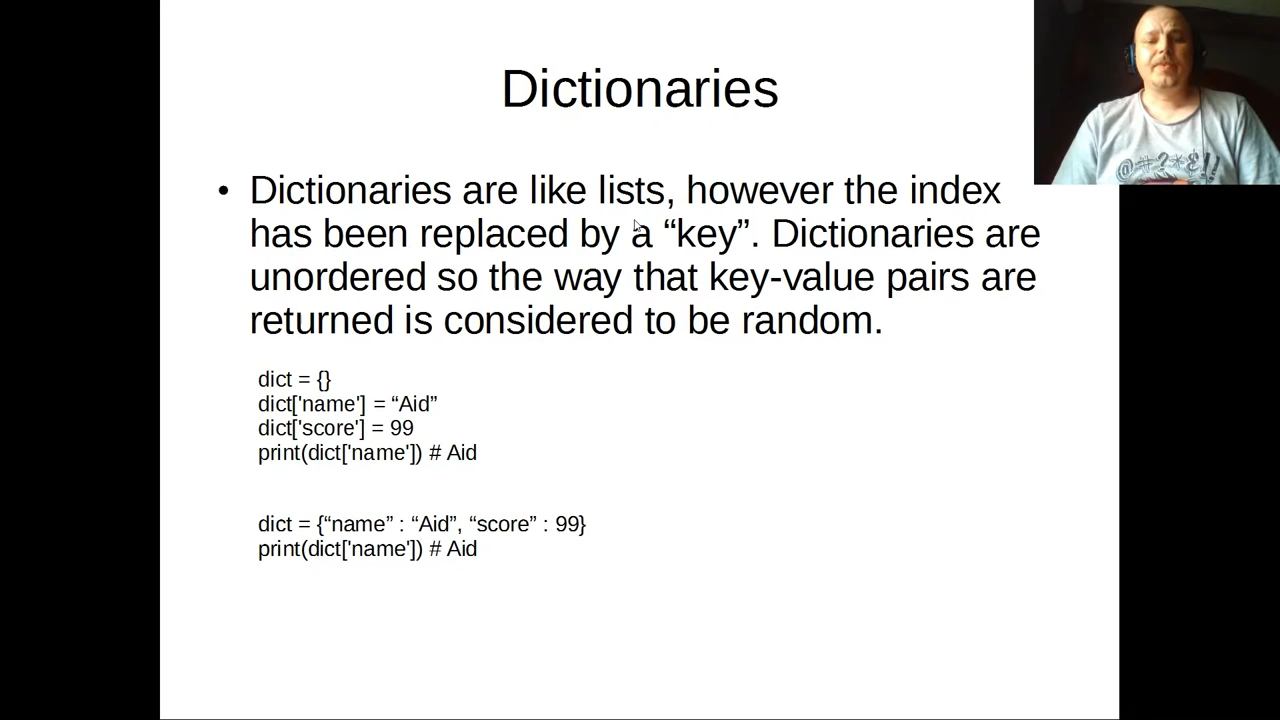 Dictionaries
• Dictionaries are like lists, however the index
has been replaced by a “key”. Dictionaries are
unordered so the way that key-value pairs are
returned is considered to be random.
dict = {}
dict['name'] = “Aid”
dict['score'] = 99
print(dict['name']) # Aid
dict = {“name” : “Aid”, “score” : 99}
print(dict['name']) # Aid
@#?*&!!